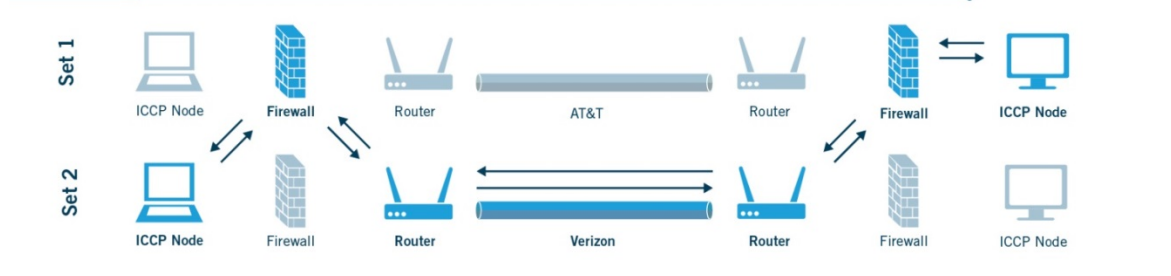 Set 1
ICCP Node
Firewall
Router
AT&T
Router
Firewall
ICCP Node
Set 2
ICCP Node
Firewall
Router
Verizon
Router
Firewall
ICCP Node